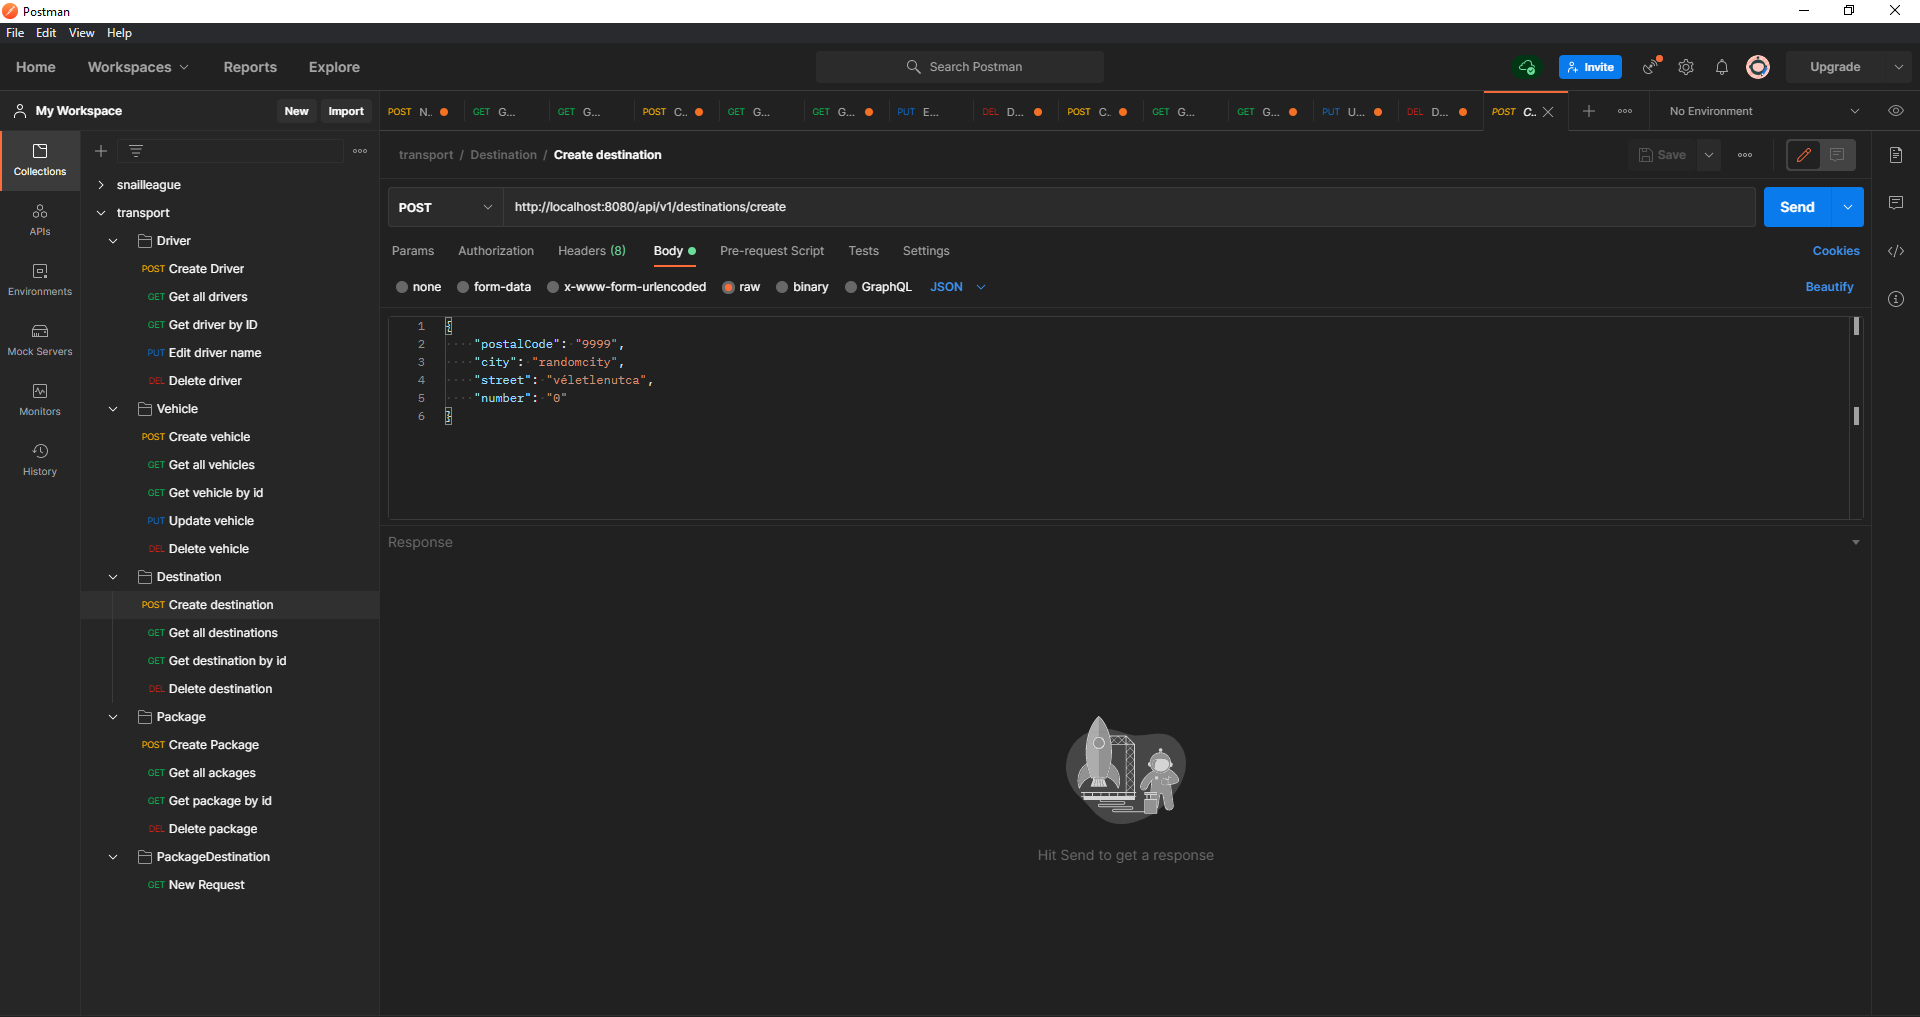 Postman
File Edit View Help
Home Workspaces Reports Explore
Search Postman
Invite
Upgrade
My Workspace
New Import
POST N..
GET G...
GET G...
POST C..
GET G...
GET G...
PUT E...
DEL D...
POST C..
GET G...
GET G...
PUT U...
DEL D...
POST C..
No Environment
Collections
APIs
Environments
Mock Servers
Monitors
History
snailleague
transport
Driver
POST Create Driver
GET Get all drivers
GET Get driver by ID
PUT Edit driver name
DEL Delete driver
Vehicle
POST Create vehicle
GET Get all vehicles
GET Get vehicle by id
PUT Update vehicle
DEL Delete vehicle
Destination
POST Create destination
GET Get all destinations
GET Get destination by id
DEL Delete destination
Package
POST Create Package
GET Get all ackages
GET Get package by id
DEL Delete package
PackageDestination
GET New Request
transport / Destination / Create destination
Save
POST http://localhost:8080/api/v1/destinations/create
Send
Params Authorization Headers (8) Body Pre-request Script Tests Settings
Cookies
none form-data x-www-form-urlencoded raw binary GraphQL JSON
Beautify
1 {
2 "postalCode": "9999",
3 "city": "randomcity",
4 "street": "véletlenutca",
5 "number": "0"
6 }
Response
Hit Send to get a response